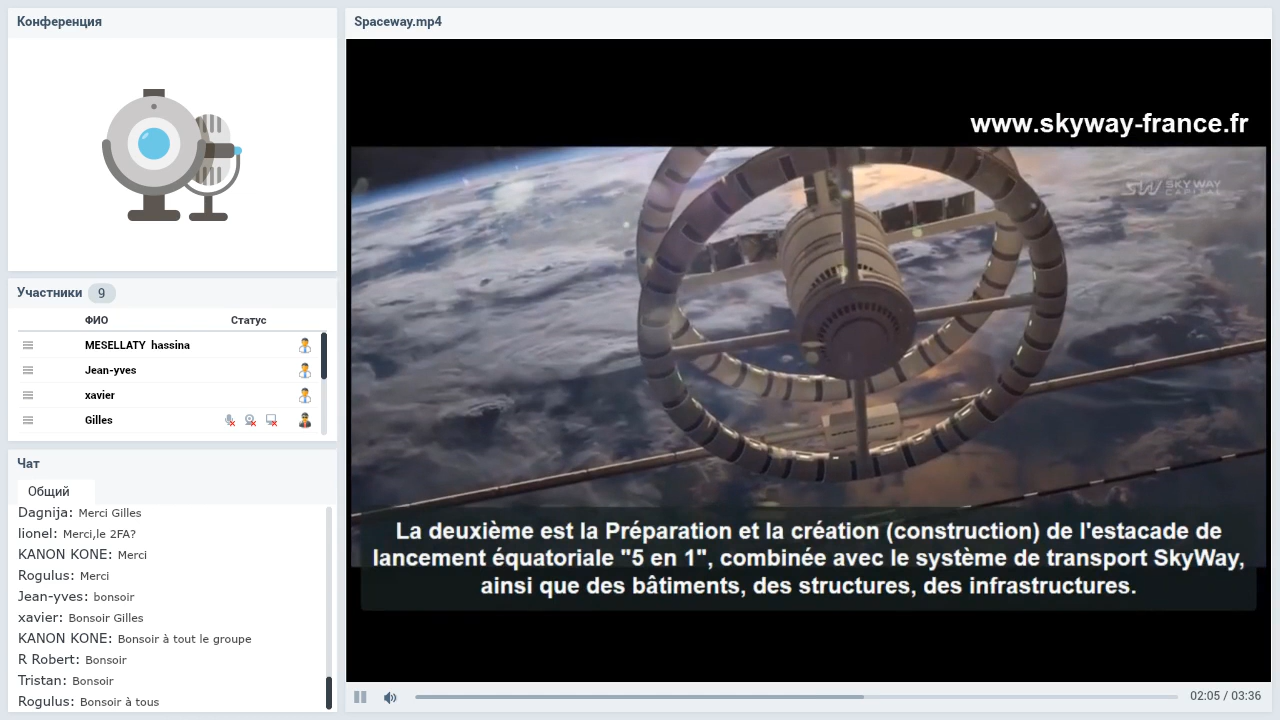 Конференция
Участники 9
ФИО Статус
MESELLATY hassina
Jean-yves
xavier
Gilles
Чат
Общий
Dagnija: Merci Gilles
lionel: Merci,le 2FA?
KANON KONE: Merci
Rogulus: Merci
Jean-yves: bonsoir
xavier: Bonsoir Gilles
KANON KONE: Bonsoir à tout le groupe
R Robert: Bonsoir
Tristan: Bonsoir
Rogulus: Bonsoir à tous
Spaceway.mp4
www.skyway-france.fr
SW SKY WAY
CAPITAL
La deuxième est la Préparation et la création (construction) de l'estacade de
lancement équatoriale "5 en 1", combinée avec le système de transport SkyWay,
ainsi que des bâtiments, des structures, des infrastructures.
02:05 / 03:36